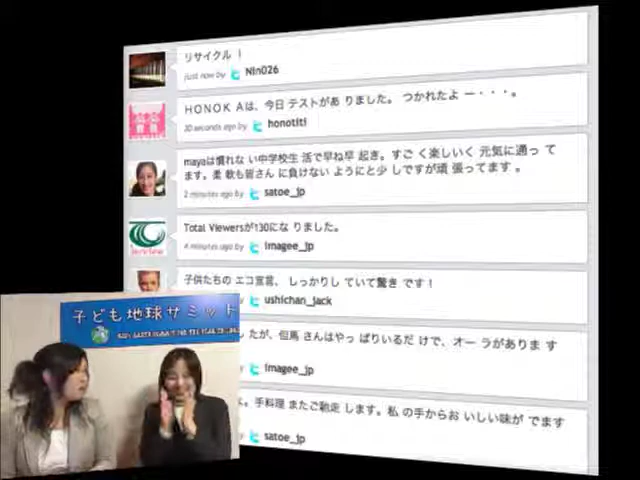 リサイクル !
just now by Nin026
ＨＯＮＯＫ Ａは、今日 テストがあ りました。 つかれたよ ー・・・。
30 seconds ago by honotiti
mayaは慣れな い中学校生 活で早ね早 起き。すご く楽しいく 元気に通っ て
ます。柔 軟も皆さん に負けない ようにと少 しですが頑 張ってます 。
2 minutes ago by satoe_jp
Total Viewersが130にな りました。
4 minutes ago by imagee_jp
子供たちの エコ宣言、 しっかりし ていて驚き です！
ushichan_jack
たが、但馬 さんはやっ ぱりいるだ けで、オー ラがありま す
imagee_jp
手料理 またご馳走 します。私 の手からお いしい味が でます
satoe_jp
子ども地球サミット